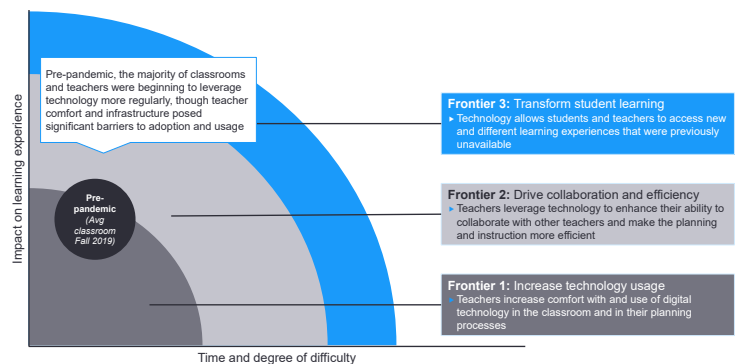 Impact on learning experience
Pre-pandemic, the majority of classrooms
and teachers were beginning to leverage
technology more regularly, though teacher
comfort and infrastructure posed
significant barriers to adoption and usage
Pre-
pandemic
(Avg
classroom
Fall 2019)
Frontier 3: Transform student learning
▸ Technology allows students and teachers to access new
and different learning experiences that were previously
unavailable
Frontier 2: Drive collaboration and efficiency
▸ Teachers leverage technology to enhance their ability to
collaborate with other teachers and make the planning
and instruction more efficient
Frontier 1: Increase technology usage
▸ Teachers increase comfort with and use of digital
technology in the classroom and in their planning
processes
Time and degree of difficulty